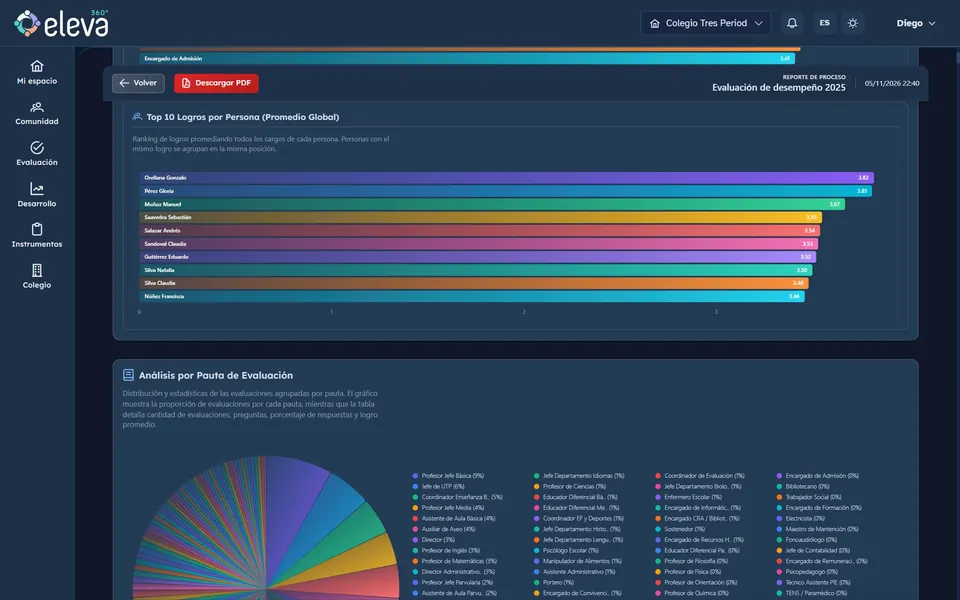 eleva 360°
Colegio Tres Period
ES
Diego
Mi espacio
Comunidad
Evaluación
Desarrollo
Instrumentos
Colegio
Encargado de Admisión 3.41
Volver
Descargar PDF
REPORTE DE PROCESO
Evaluación de desempeño 2025
05/11/2026 22:40
Top 10 Logros por Persona (Promedio Global)
Ranking de logros promediando todos los cargos de cada persona. Personas con el
mismo logro se agrupan en la misma posición.
Orellana Gonzalo 3.82
Pérez Gloria 3.81
Muñoz Manuel 3.67
Saavedra Sebastián
Salazar Andrés 3.54
Sandoval Claudia 3.53
Gutiérrez Eduardo 3.52
Silva Natalia 3.50
Silva Claudia 3.48
Núñez Francisca 3.46
0 1 2 3
Análisis por Pauta de Evaluación
Distribución y estadísticas de las evaluaciones agrupadas por pauta. El gráfico
muestra la proporción de evaluaciones por cada pauta, mientras que la tabla
detalla cantidad de evaluaciones, preguntas, porcentaje de respuestas y logro
promedio.
Profesor Jefe Básica (9%)
Jefe de UTP (6%)
Coordinador Enseñanza B.. (5%)
Profesor Jefe Media (4%)
Asistente de Aula Básica (4%)
Auxiliar de Aseo (4%)
Director (3%)
Profesor de Inglés (3%)
Profesor de Matemáticas (3%)
Director Administrativo.. (3%)
Profesor Jefe Parvularia (2%)
Asistente de Aula Parvu.. (2%)
Jefe Departamento Idiomas (1%)
Profesor de Ciencias (1%)
Educador Diferencial Bá.. (1%)
Educador Diferencial Me.. (1%)
Coordinador EF y Deportes (1%)
Jefe Departamento Histo.. (1%)
Jefe Departamento Lengu.. (1%)
Psicólogo Escolar (1%)
Manipulador de Alimentos (1%)
Asistente Administrativo (1%)
Portero (1%)
Encargado de Convivenci.. (1%)
Coordinador de Evaluación (1%)
Jefe Departamento Biolo.. (1%)
Enfermero Escolar (1%)
Encargado de Informátic.. (1%)
Encargado CRA / Bibliot.. (1%)
Sostenedor (1%)
Encargado de Recursos H.. (1%)
Educador Diferencial Pa.. (0%)
Profesor de Filosofía (0%)
Profesor de Física (0%)
Profesor de Orientación (0%)
Profesor de Química (0%)
Encargado de Admisión (0%)
Bibliotecario (0%)
Trabajador Social (0%)
Encargado de Formación (0%)
Electricista (0%)
Maestro de Mantención (0%)
Fonoaudiólogo (0%)
Jefe de Contabilidad (0%)
Encargado de Remuneraci.. (0%)
Psicopedagogo (0%)
Técnico Asistente PIE (0%)
TENS / Paramédico (0%)